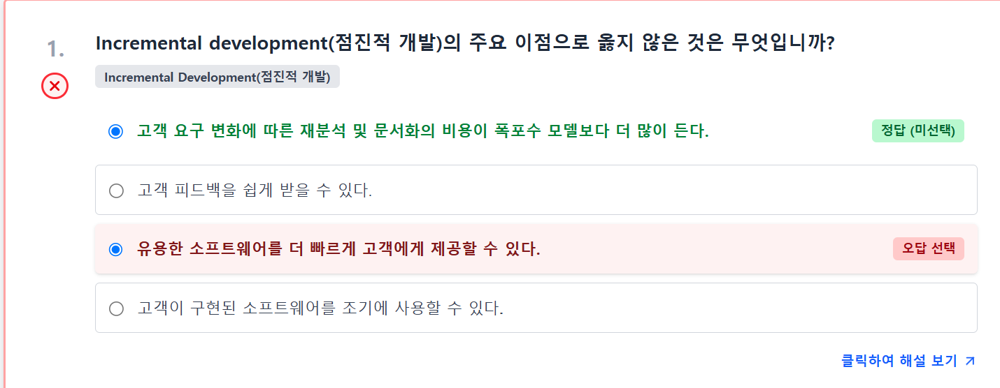 1.
Incremental development(점진적 개발)의 주요 이점으로 옳지 않은 것은 무엇입니까?
Incremental Development(점진적 개발)
고객 요구 변화에 따른 재분석 및 문서화의 비용이 폭포수 모델보다 더 많이 든다.
정답 (미선택)
고객 피드백을 쉽게 받을 수 있다.
유용한 소프트웨어를 더 빠르게 고객에게 제공할 수 있다.
오답 선택
고객이 구현된 소프트웨어를 조기에 사용할 수 있다.
클릭하여 해설 보기